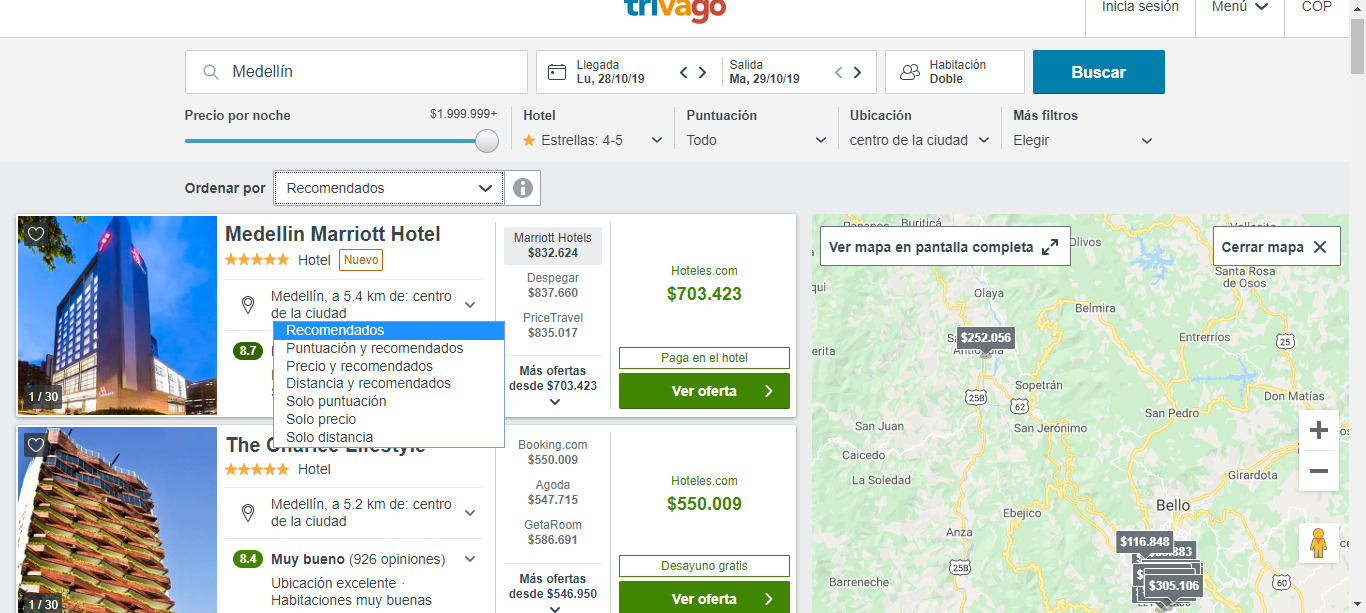 trivago
Inicia sesión
Menú
COP
Medellín
Llegada
Lu, 28/10/19
Salida
Ma, 29/10/19
Habitación
Doble
Buscar
Precio por noche
$1.999.999+
Hotel
Estrellas: 4-5
Puntuación
Todo
Ubicación
centro de la ciudad
Más filtros
Elegir
Ordenar por
Recomendados
Recomendados
Puntuación y recomendados
Precio y recomendados
Distancia y recomendados
Solo puntuación
Solo precio
Solo distancia
Medellin Marriott Hotel
Hotel
Nuevo
Medellín, a 5.4 km de: centro
de la ciudad
8.7
1 / 30
Marriott Hotels
$832.624
Despegar
$837.660
PriceTravel
$835.017
Más ofertas
desde $703.423
Hoteles.com
$703.423
Paga en el hotel
Ver oferta
The Charlee Lifestyle
Hotel
Medellín, a 5.2 km de: centro
de la ciudad
8.4 Muy bueno (926 opiniones)
Ubicación excelente ·
Habitaciones muy buenas
1 / 30
Booking.com
$550.009
Agoda
$547.715
GetaRoom
$586.691
Más ofertas
desde $546.950
Hoteles.com
$550.009
Desayuno gratis
Ver oferta
Ver mapa en pantalla completa
Cerrar mapa
Buriticá
Olivos
Santa Rosa
de Osos
Olaya
Belmira
$252.056
Entrerríos
25
Sopetrán
25B
62
Don Matías
San Pedro
San Juan
San Jerónimo
Caicedo
La Soledad
Girardota
Bello
Ebejico
Anza
25B
$116.848
$305.106
Barreneche
60